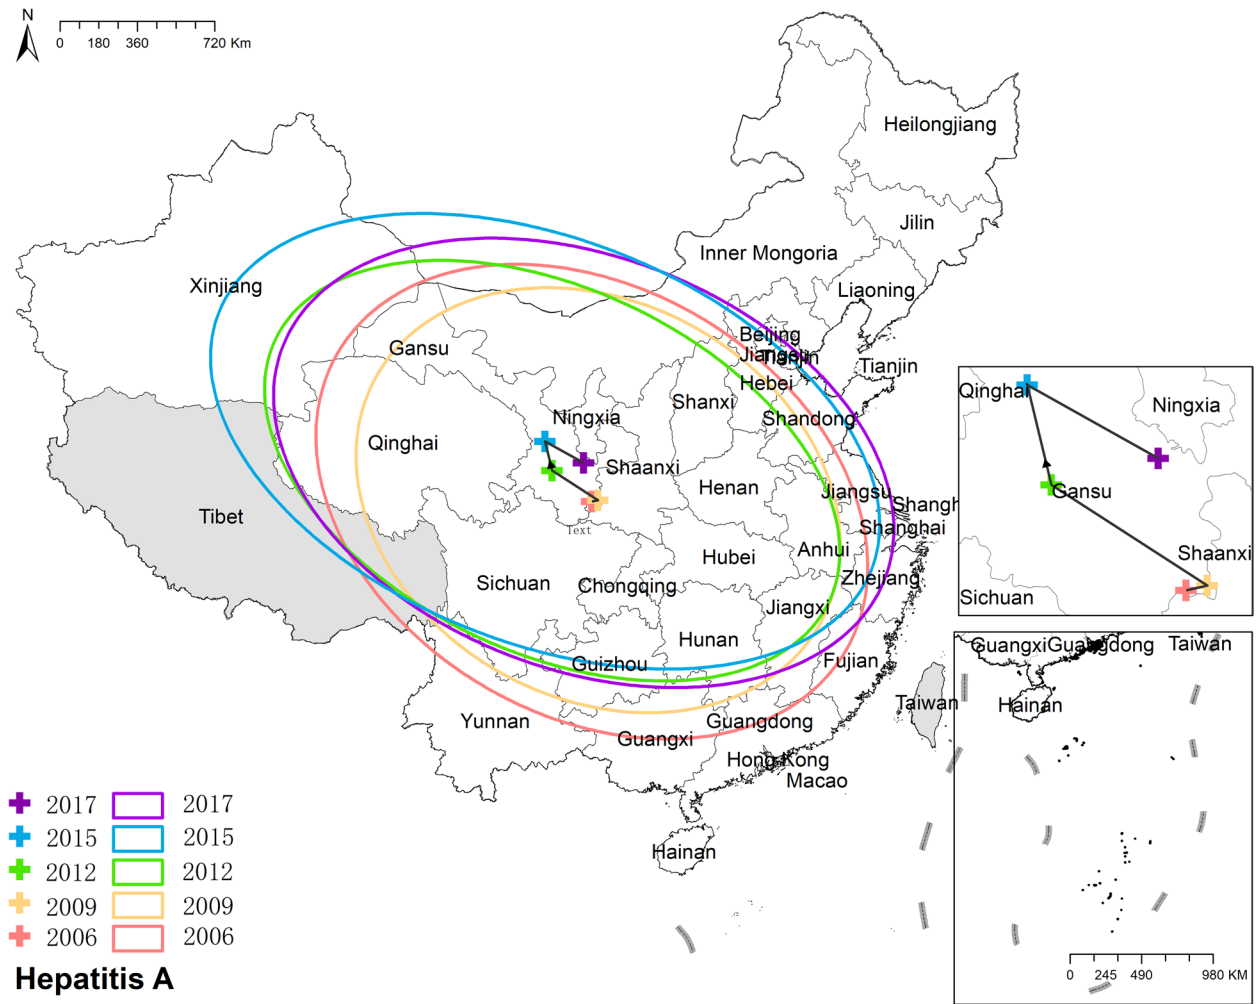 N
0 180 360 720 Km
Heilongjiang
Jilin
Inner Mongoria
Xinjiang
Liaoning
Beijing
Gansu
Tianjin
Tianjin
Hebei
Shanxi
Ningxia
Shandong
Qinghai
Shaanxi
Henan
Jiangsu
Shangh
Tibet
Shanghai
Text
Anhui
Hubei
Sichuan
Chongqing
Zhejiang
Jiangxi
Hunan
Guizhou
Fujian
Taiwan
Yunnan
Guangdong
Guangxi
Hong Kong
Macao
Hainan
Qinghai
Ningxia
Gansu
Shaanxi
Sichuan
Guangxi
Guangdong
Taiwan
Hainan
0 245 490 980 KM
2017 2017
2015 2015
2012 2012
2009 2009
2006 2006
Hepatitis A